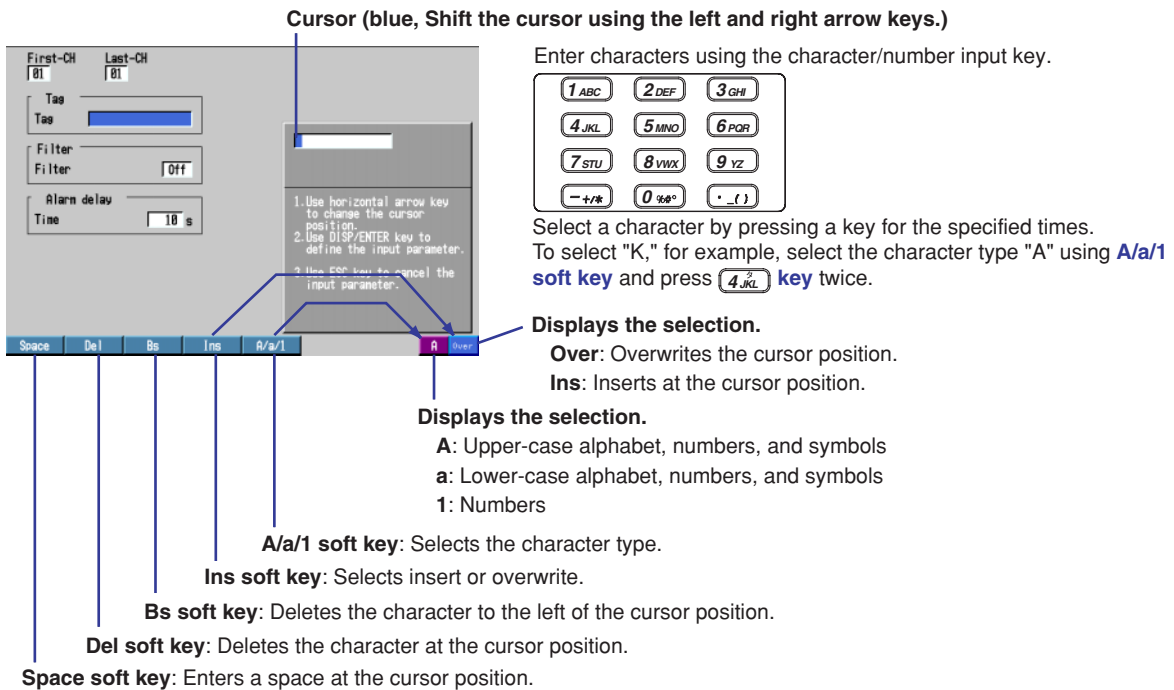 Cursor (blue, Shift the cursor using the left and right arrow keys.)
First-CH Last-CH
01 01
Tag
Tag
Filter
Filter Off
Alarm delay
Time 10 s
1.Use horizontal arrow key
to change the cursor
position.
2.Use DISP/ENTER key to
define the input parameter.
3.Use ESC key to cancel the
input parameter.
Space Del Bs Ins A/a/1 A Over
Enter characters using the character/number input key.
1 ABC 2 DEF 3 GHI
4 JKL 5 MNO 6 PQR
7 STU 8 VWX 9 YZ
− +/* 0 %#° · _( )
Select a character by pressing a key for the specified times.
To select "K," for example, select the character type "A" using A/a/1
soft key and press 4 JKL key twice.
Displays the selection.
Over: Overwrites the cursor position.
Ins: Inserts at the cursor position.
Displays the selection.
A: Upper-case alphabet, numbers, and symbols
a: Lower-case alphabet, numbers, and symbols
1: Numbers
A/a/1 soft key: Selects the character type.
Ins soft key: Selects insert or overwrite.
Bs soft key: Deletes the character to the left of the cursor position.
Del soft key: Deletes the character at the cursor position.
Space soft key: Enters a space at the cursor position.